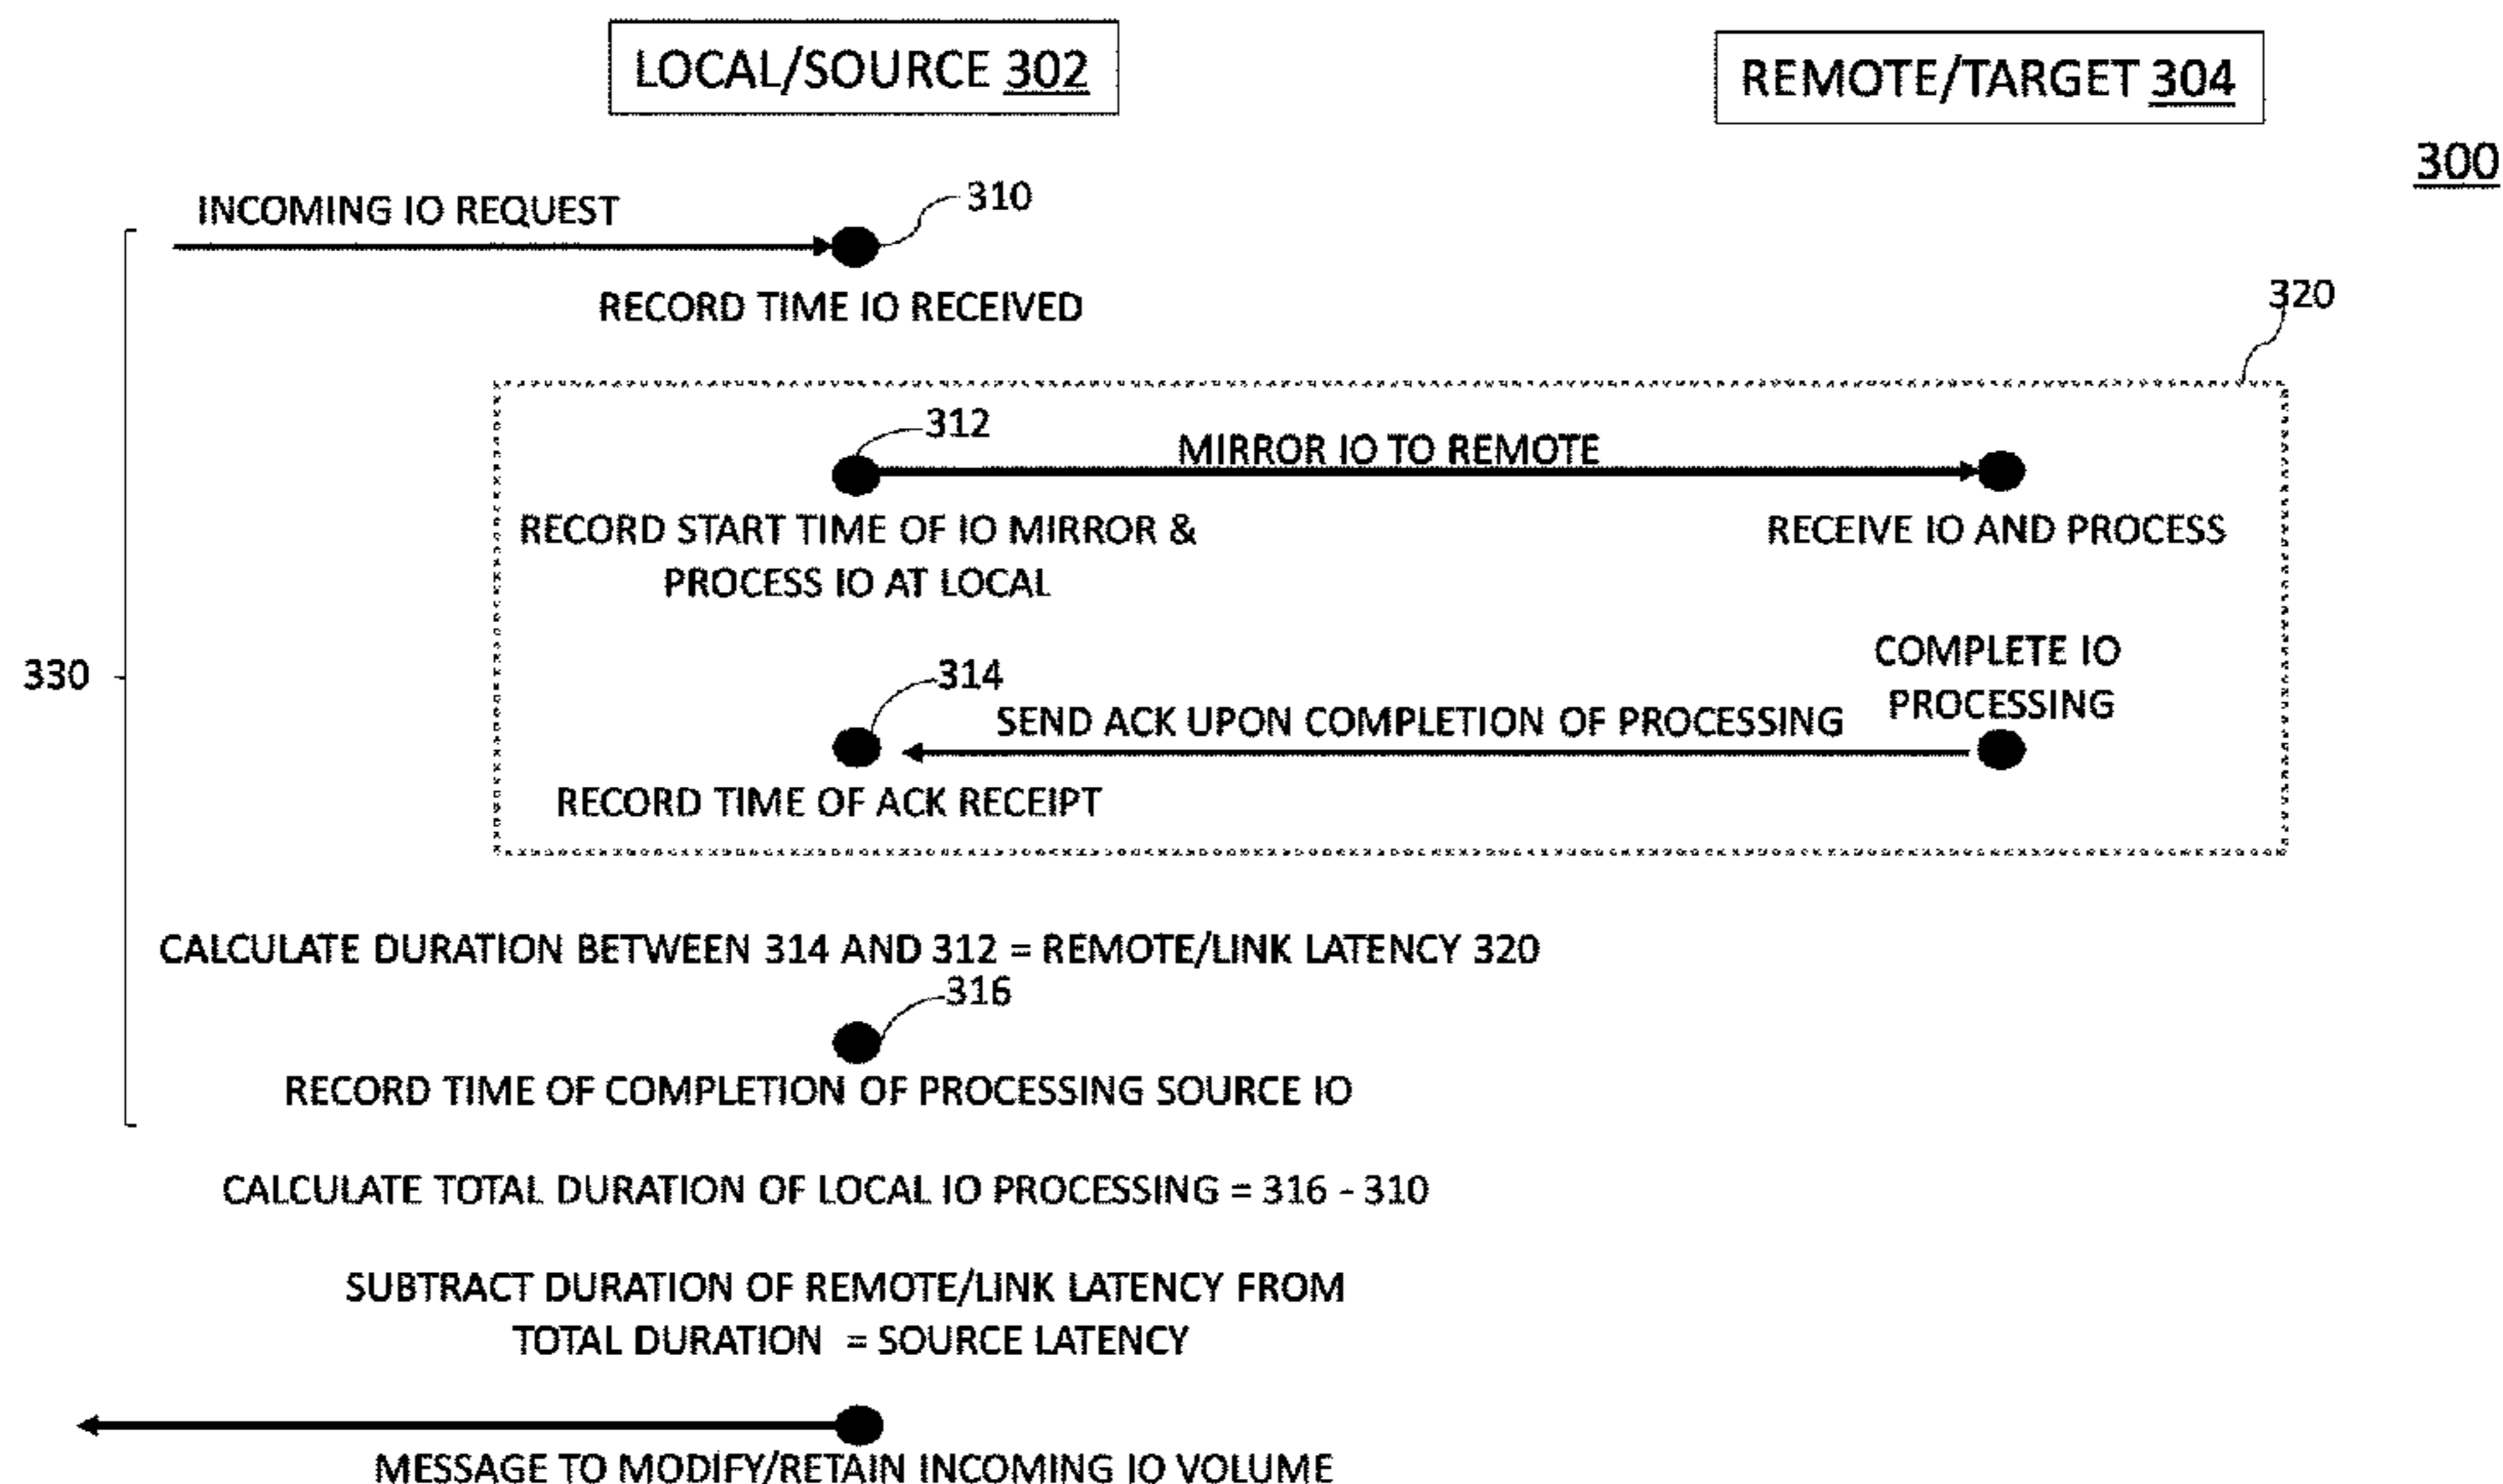 LOCAL/SOURCE 302
REMOTE/TARGET 304
300
INCOMING IO REQUEST
310
RECORD TIME IO RECEIVED
320
312
MIRROR IO TO REMOTE
RECORD START TIME OF IO MIRROR &
PROCESS IO AT LOCAL
RECEIVE IO AND PROCESS
330
314
COMPLETE IO
PROCESSING
SEND ACK UPON COMPLETION OF PROCESSING
RECORD TIME OF ACK RECEIPT
CALCULATE DURATION BETWEEN 314 AND 312 = REMOTE/LINK LATENCY 320
316
RECORD TIME OF COMPLETION OF PROCESSING SOURCE IO
CALCULATE TOTAL DURATION OF LOCAL IO PROCESSING = 316 - 310
SUBTRACT DURATION OF REMOTE/LINK LATENCY FROM
TOTAL DURATION = SOURCE LATENCY
MESSAGE TO MODIFY/RETAIN INCOMING IO VOLUME